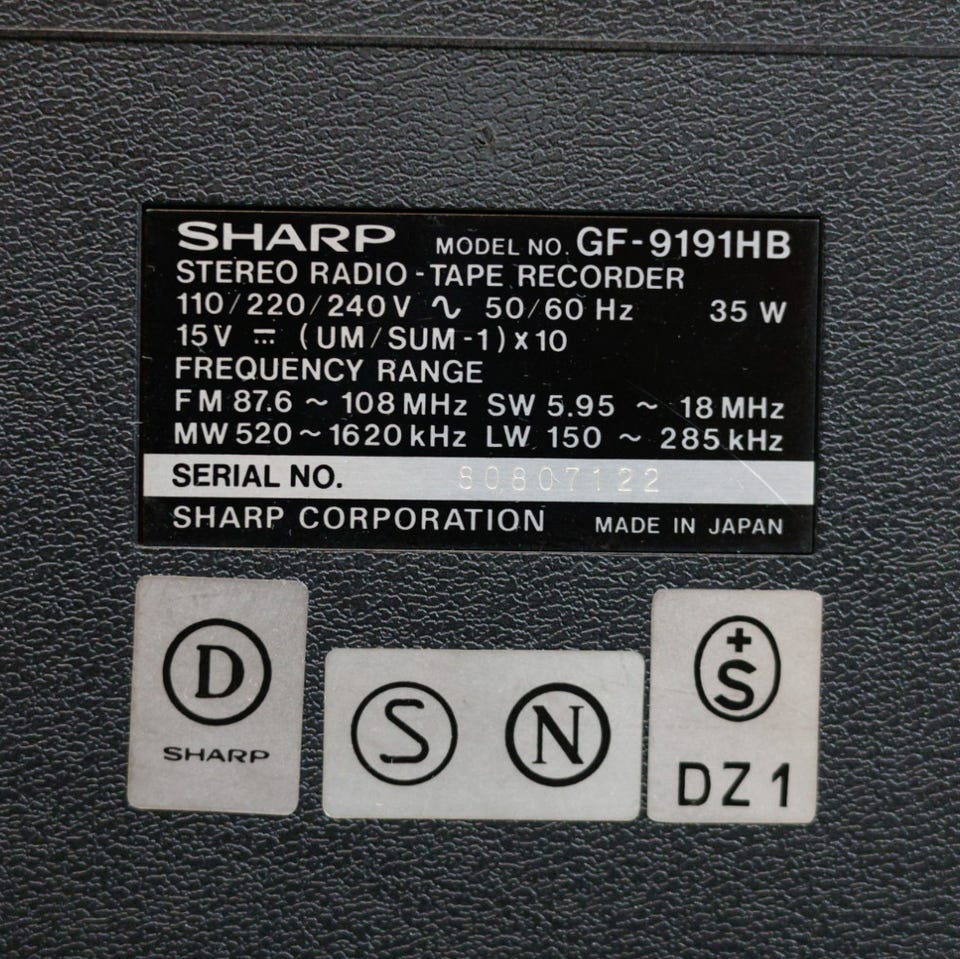 SHARP MODEL NO. GF-9191HB
STEREO RADIO-TAPE RECORDER
110/220/240V ∿ 50/60 Hz 35 W
15V ⎓ (UM/SUM-1)x10
FREQUENCY RANGE
FM 87.6 ~ 108 MHz SW 5.95 ~ 18 MHz
MW 520 ~ 1620 kHz LW 150 ~ 285 kHz
SERIAL NO. 80807122
SHARP CORPORATION MADE IN JAPAN
D
SHARP
S N
+S
DZ1